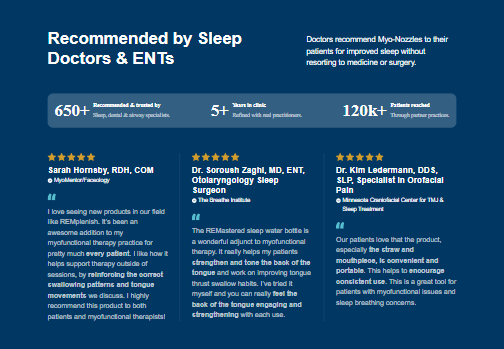 Recommended by Sleep
Doctors & ENTs
Doctors recommend Myo-Nozzles to their
patients for improved sleep without
resorting to medicine or surgery.
650+ Recommended & trusted by
Sleep, dental & airway specialists.
5+ Years in clinic
Refined with real practitioners.
120k+ Patients reached
Through partner practices.
Sarah Hornsby, RDH, COM
MyoMentor/Faceology
I love seeing new products in our field
like REMplenish. It's been an
awesome addition to my
myofunctional therapy practice for
pretty much every patient. I like how it
helps support therapy outside of
sessions, by reinforcing the correct
swallowing patterns and tongue
movements we discuss. I highly
recommend this product to both
patients and myofunctional therapists!
Dr. Soroush Zaghi, MD, ENT,
Otolaryngology Sleep
Surgeon
The Breathe Institute
The REMastered sleep water bottle is
a wonderful adjunct to myofunctional
therapy. It really helps my patients
strengthen and tone the back of the
tongue and work on improving tongue
thrust swallow habits. I've tried it
myself and you can really feel the
back of the tongue engaging and
strengthening with each use.
Dr. Kim Ledermann, DDS,
SLP, Specialist in Orofacial
Pain
Minnesota Craniofacial Center for TMJ &
Sleep Treatment
Our patients love that the product,
especially the straw and
mouthpiece, is convenient and
portable. This helps to enourage
consistent use. This is a great tool for
patients with myofunctional issues and
sleep breathing concerns.